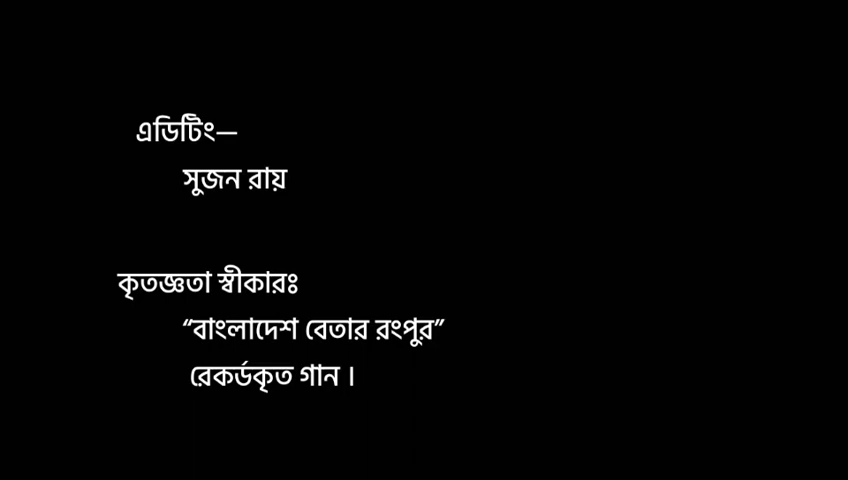 এডিটিং—
সুজন রায়
কৃতজ্ঞতা স্বীকারঃ
“বাংলাদেশ বেতার রংপুর”
রেকর্ডকৃত গান ।